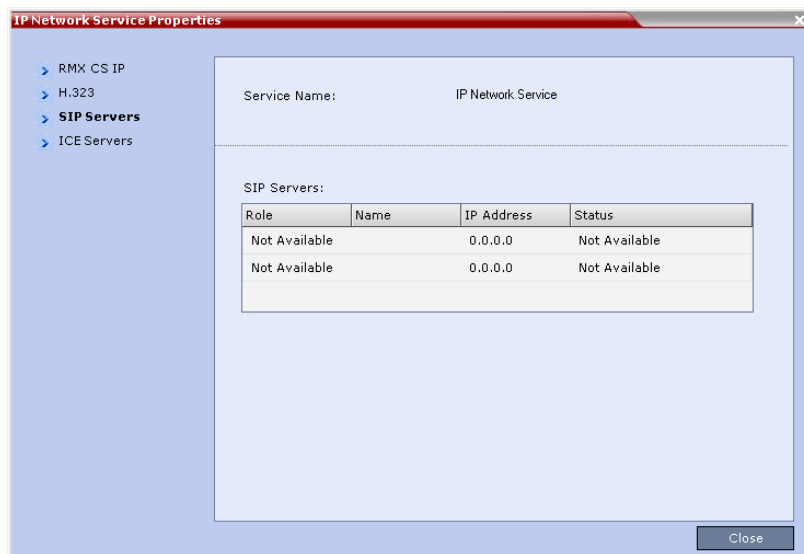 IP Network Service Properties
RMX CS IP
H.323
SIP Servers
ICE Servers
Service Name: IP Network Service
SIP Servers:
Role Name IP Address Status
Not Available 0.0.0.0 Not Available
Not Available 0.0.0.0 Not Available
Close